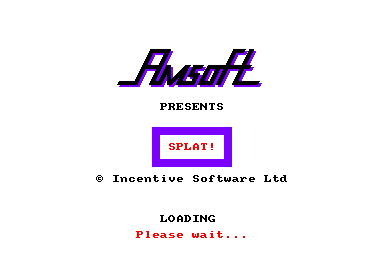 Amsoft
PRESENTS
SPLAT!
© Incentive Software Ltd
LOADING
Please wait...